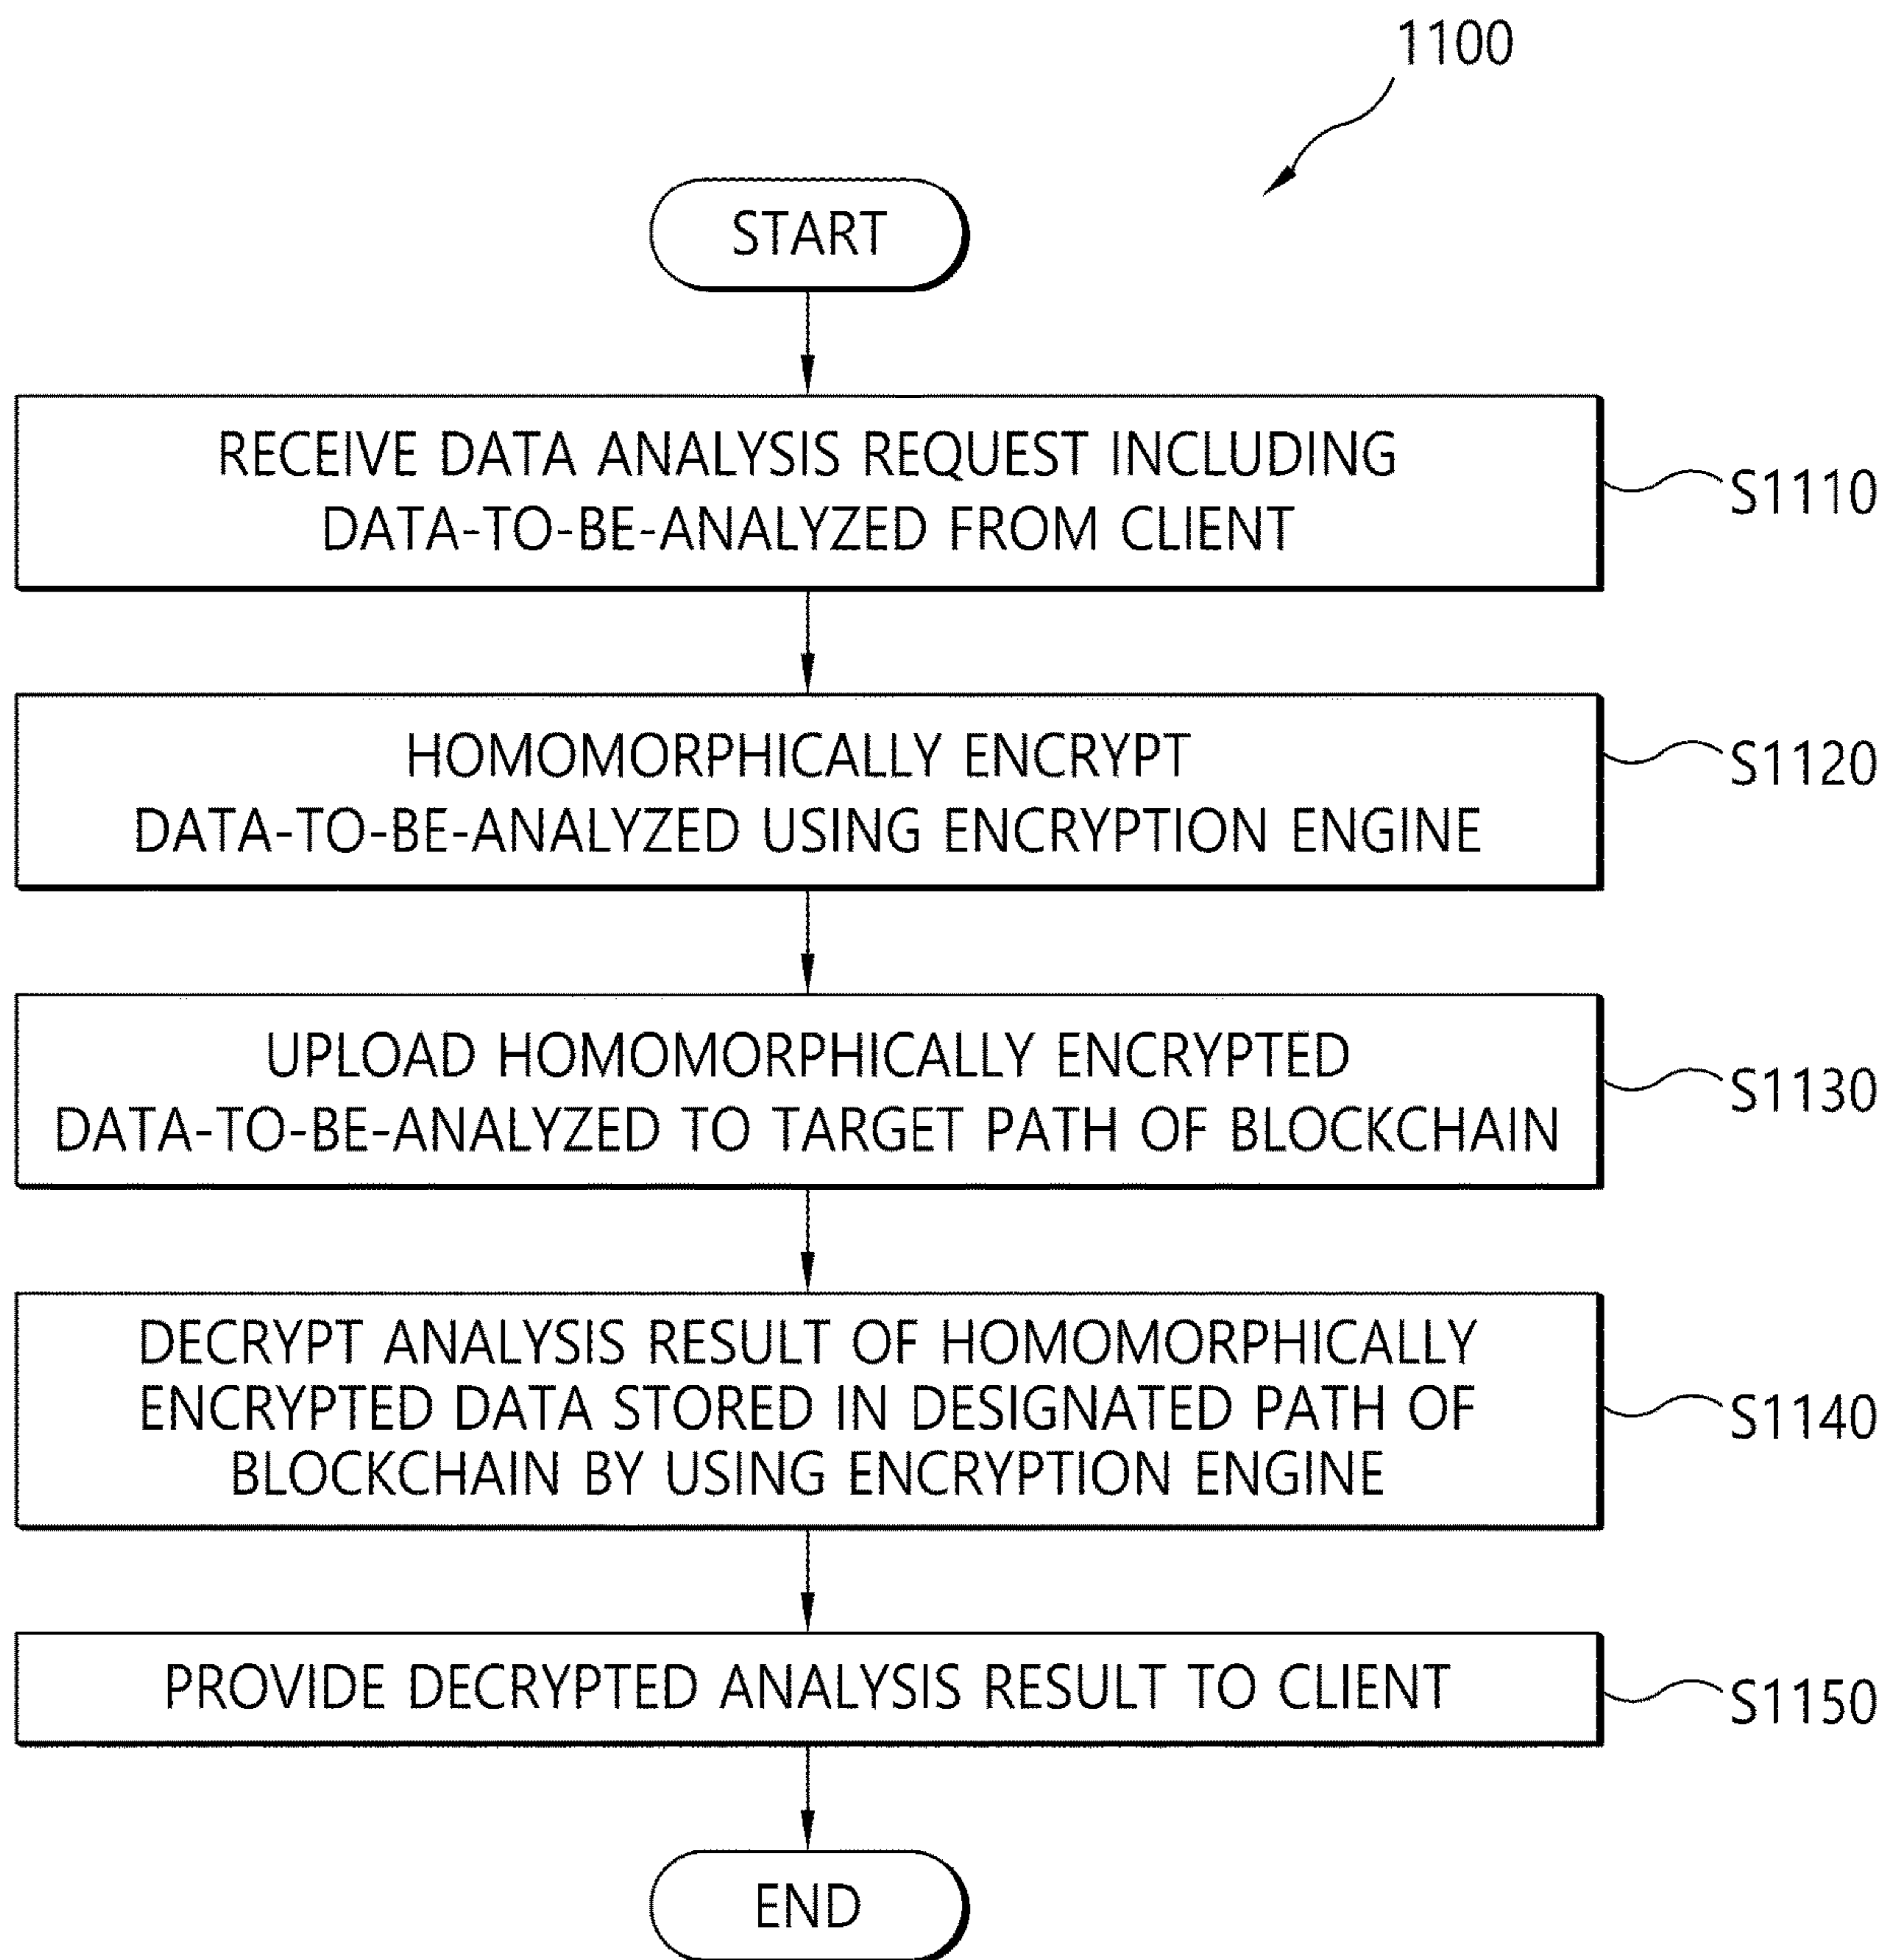 1100
START
RECEIVE DATA ANALYSIS REQUEST INCLUDING
DATA-TO-BE-ANALYZED FROM CLIENT
S1110
HOMOMORPHICALLY ENCRYPT
DATA-TO-BE-ANALYZED USING ENCRYPTION ENGINE
S1120
UPLOAD HOMOMORPHICALLY ENCRYPTED
DATA-TO-BE-ANALYZED TO TARGET PATH OF BLOCKCHAIN
S1130
DECRYPT ANALYSIS RESULT OF HOMOMORPHICALLY
ENCRYPTED DATA STORED IN DESIGNATED PATH OF
BLOCKCHAIN BY USING ENCRYPTION ENGINE
S1140
PROVIDE DECRYPTED ANALYSIS RESULT TO CLIENT
S1150
END